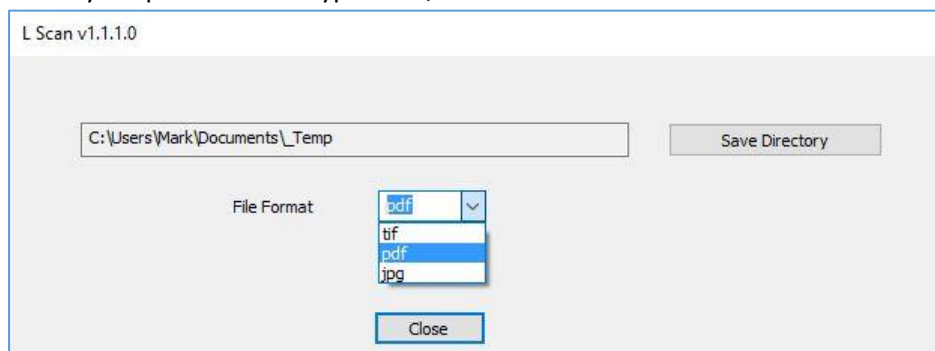 L Scan v1.1.1.0
C:\Users\Mark\Documents\_Temp
Save Directory
File Format
pdf
tif
pdf
jpg
Close